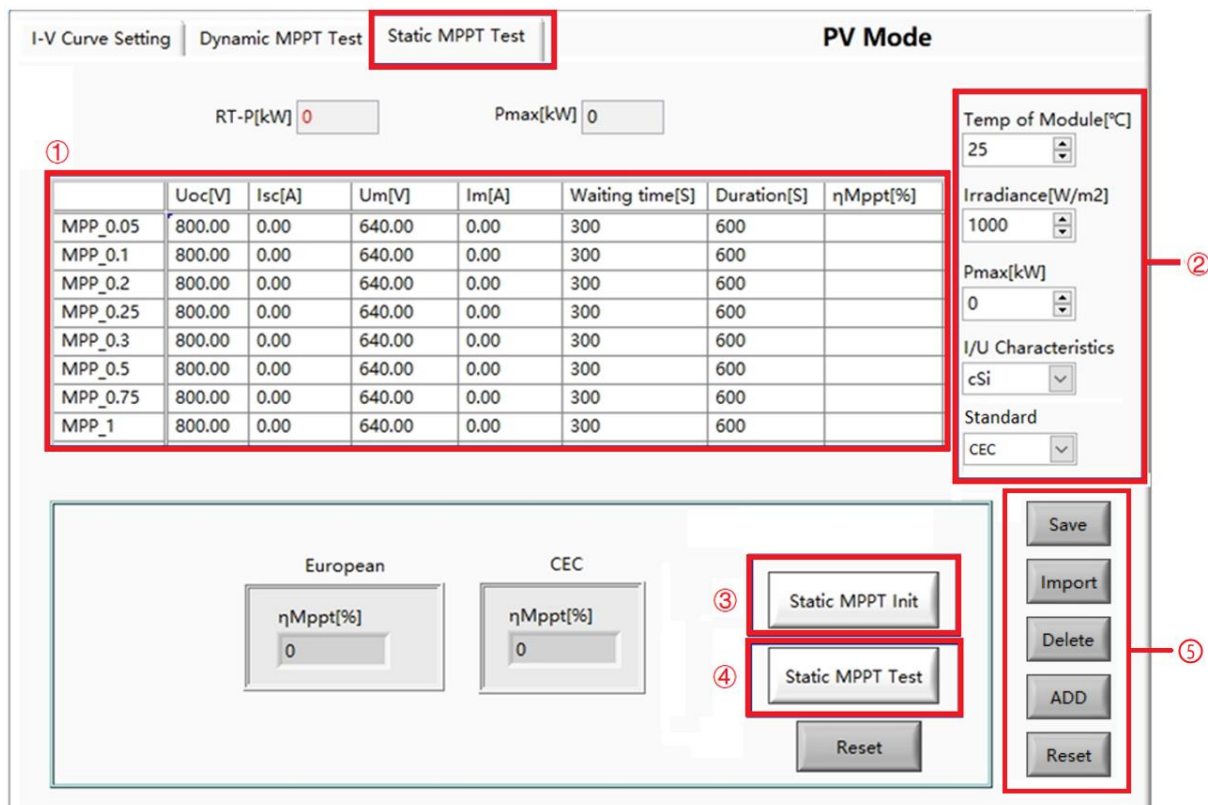 I-V Curve Setting Dynamic MPPT Test Static MPPT Test PV Mode
RT-P[kW] 0 Pmax[kW] 0
①
Uoc[V] Isc[A] Um[V] Im[A] Waiting time[S] Duration[S] ηMppt[%]
MPP_0.05 800.00 0.00 640.00 0.00 300 600
MPP_0.1 800.00 0.00 640.00 0.00 300 600
MPP_0.2 800.00 0.00 640.00 0.00 300 600
MPP_0.25 800.00 0.00 640.00 0.00 300 600
MPP_0.3 800.00 0.00 640.00 0.00 300 600
MPP_0.5 800.00 0.00 640.00 0.00 300 600
MPP_0.75 800.00 0.00 640.00 0.00 300 600
MPP_1 800.00 0.00 640.00 0.00 300 600
Temp of Module[℃]
25
Irradiance[W/m2]
1000
②
Pmax[kW]
0
I/U Characteristics
cSi
Standard
CEC
European CEC
ηMppt[%] ηMppt[%]
0 0
③ Static MPPT Init
④ Static MPPT Test
Reset
Save
Import
Delete
⑤
ADD
Reset